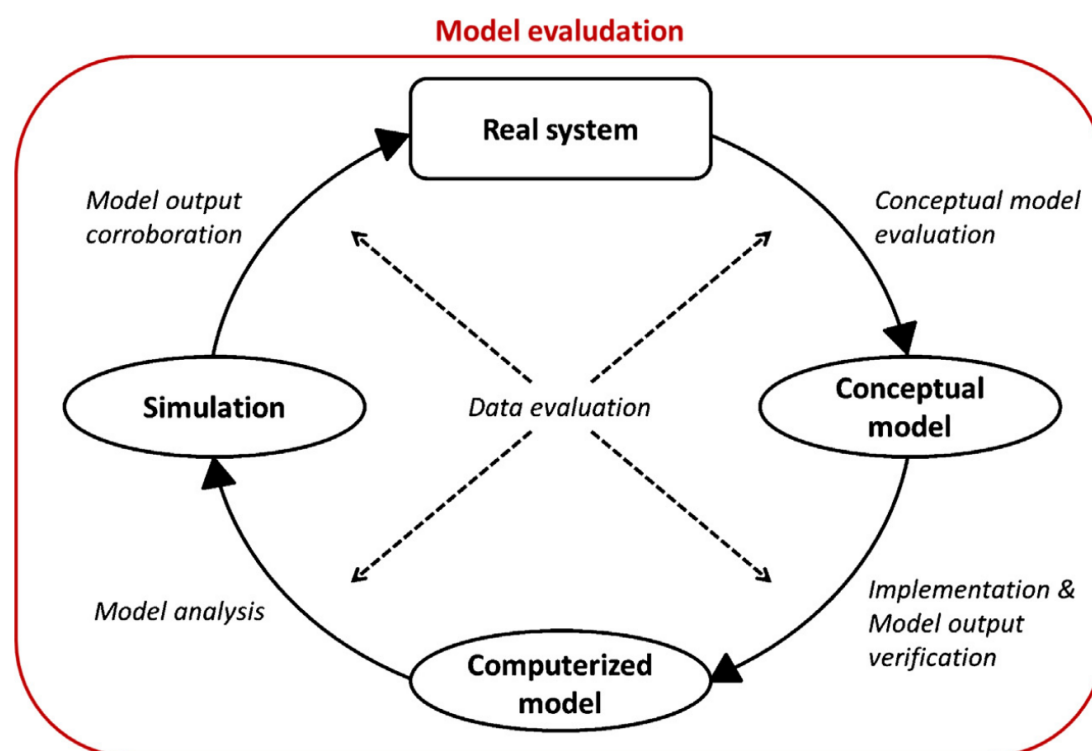 Model evaludation
Real system
Model output
corroboration
Conceptual model
evaluation
Simulation
Data evaluation
Conceptual
model
Model analysis
Implementation &
Model output
verification
Computerized
model